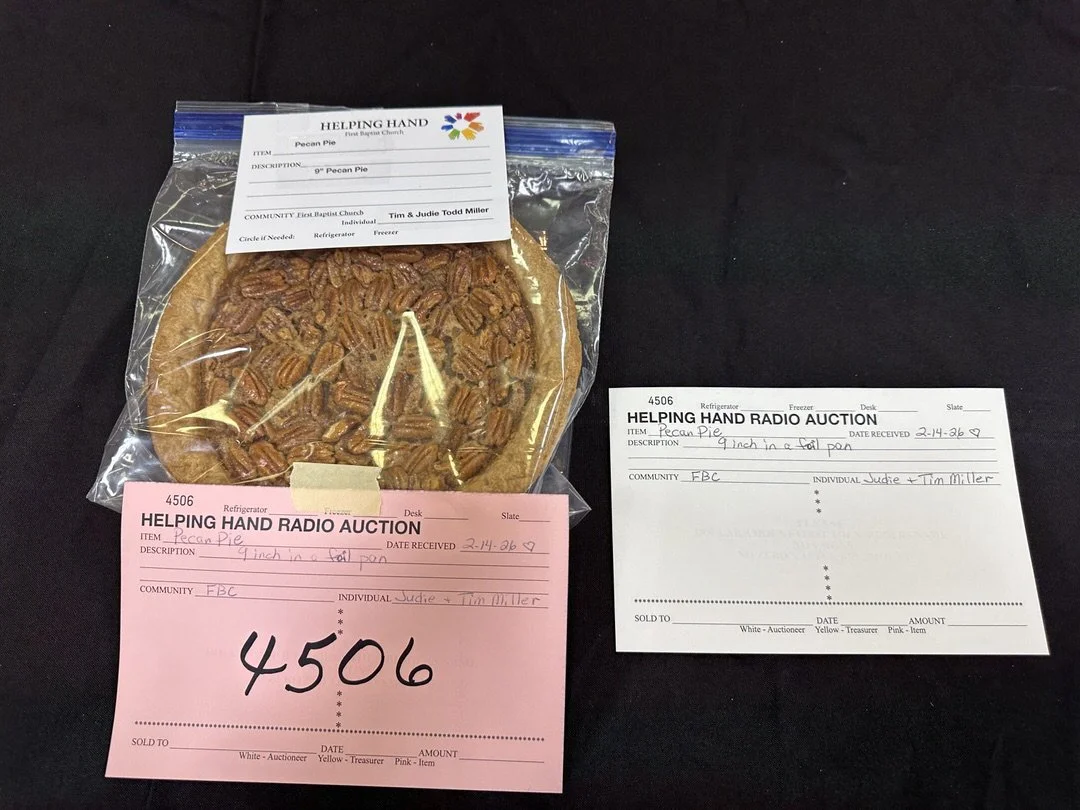 HELPING HAND
First Baptist Church
ITEM Pecan Pie
DESCRIPTION 9" Pecan Pie
COMMUNITY First Baptist Church
Individual Tim & Judie Todd Miller
Circle if Needed: Refrigerator Freezer
4506
Refrigerator Freezer Desk Slate
HELPING HAND RADIO AUCTION
ITEM Pecan Pie DATE RECEIVED 2-14-26 ♡
DESCRIPTION 9 inch in a foil pan
COMMUNITY FBC INDIVIDUAL Judie + Tim Miller
4506
SOLD TO DATE AMOUNT
White - Auctioneer Yellow - Treasurer Pink - Item
4506
Refrigerator Freezer Desk Slate
HELPING HAND RADIO AUCTION
ITEM Pecan Pie DATE RECEIVED 2-14-26 ♡
DESCRIPTION 9 inch in a foil pan
COMMUNITY FBC INDIVIDUAL Judie + Tim Miller
SOLD TO DATE AMOUNT
White - Auctioneer Yellow - Treasurer Pink - Item